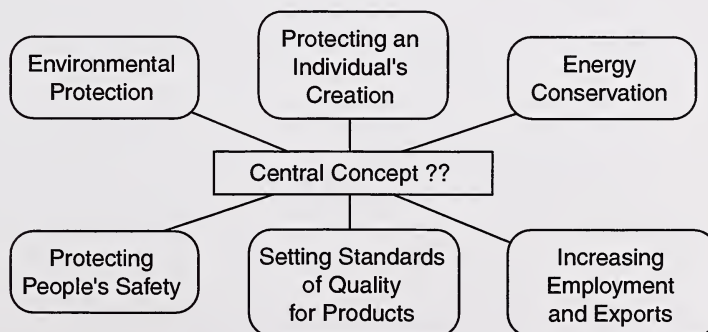 Environmental
Protection
Protecting an
Individual's
Creation
Energy
Conservation
Central Concept ??
Protecting
People's Safety
Setting Standards
of Quality
for Products
Increasing
Employment
and Exports